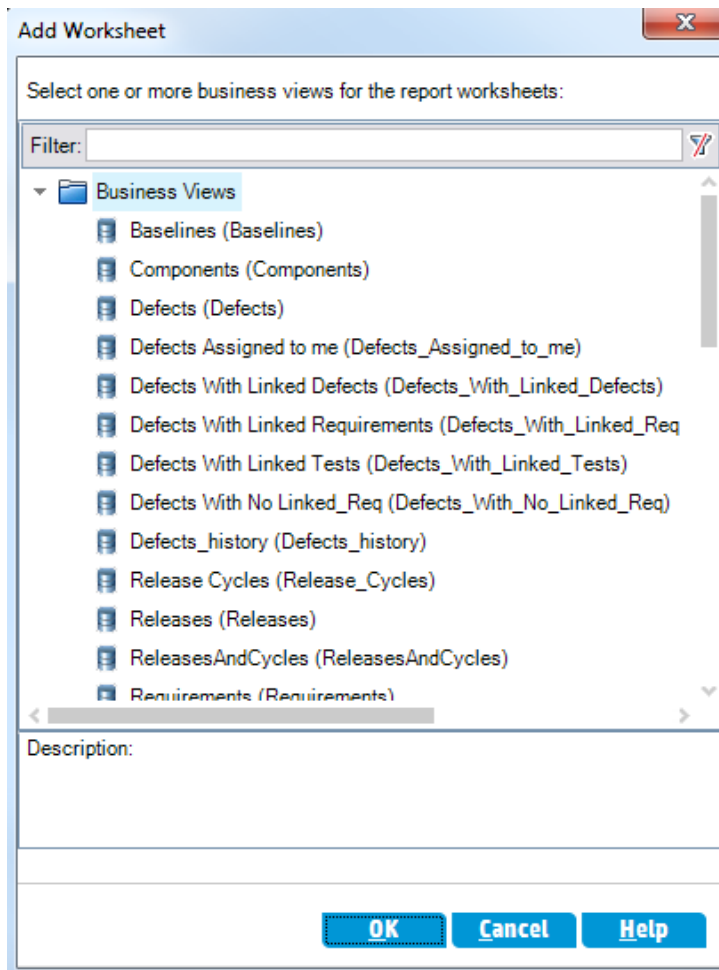 Add Worksheet
Select one or more business views for the report worksheets:
Filter:
Business Views
Baselines (Baselines)
Components (Components)
Defects (Defects)
Defects Assigned to me (Defects_Assigned_to_me)
Defects With Linked Defects (Defects_With_Linked_Defects)
Defects With Linked Requirements (Defects_With_Linked_Req
Defects With Linked Tests (Defects_With_Linked_Tests)
Defects With No Linked_Req (Defects_With_No_Linked_Req)
Defects_history (Defects_history)
Release Cycles (Release_Cycles)
Releases (Releases)
ReleasesAndCycles (ReleasesAndCycles)
Requirements (Requirements)
Description:
OK Cancel Help